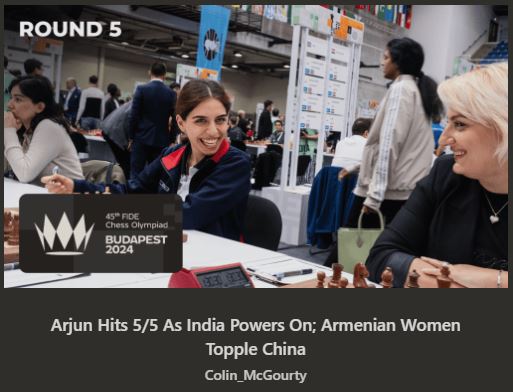 ROUND 5
45th FIDE
Chess Olympiad
BUDAPEST
2024
Arjun Hits 5/5 As India Powers On; Armenian Women
Topple China
Colin_McGourty